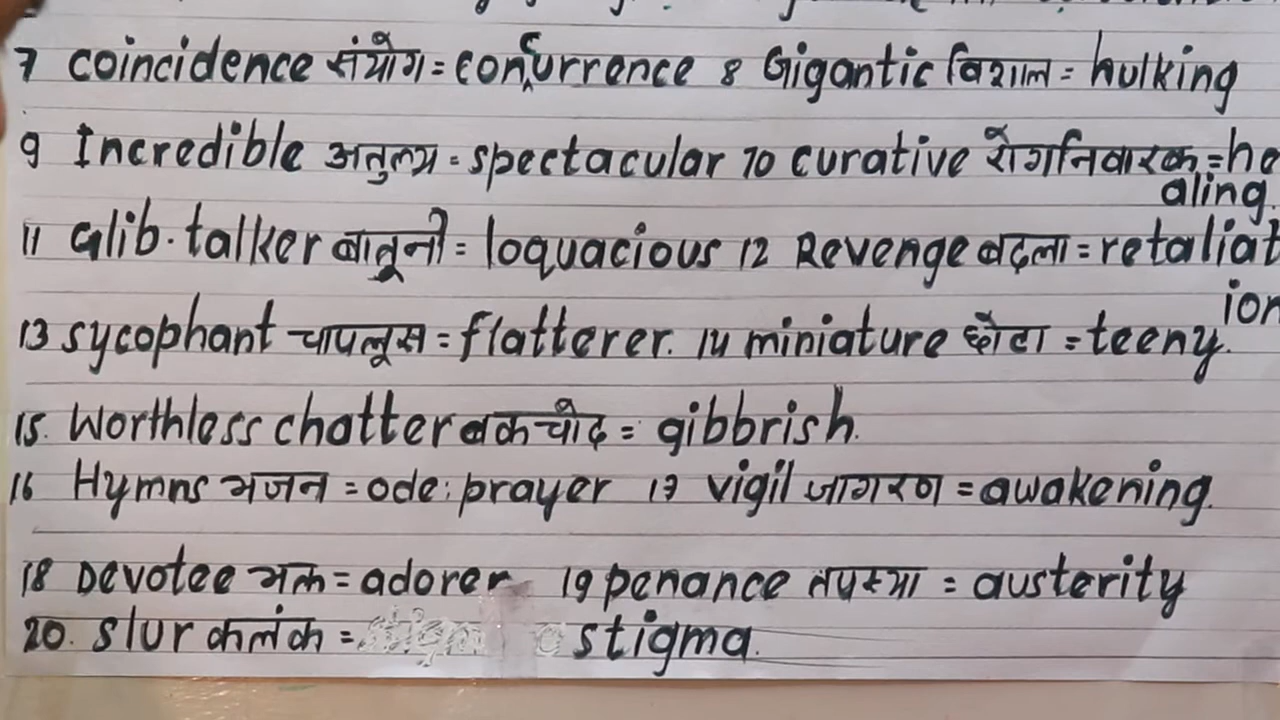 7 coincidence संयोग = concurrence 8 Gigantic विशाल = hulking
9 Incredible अतुल्य = spectacular 10 curative रोगनिवारक = he
aling.
11 Glib. talker बातूनी = loquacious 12 Revenge बदला = retaliat
ion
13 sycophant चापलूस = flatterer. 14 miniature छोटा = teeny.
15. Worthless chatter बकचोद = gibbrish.
16 Hymns भजन = ode: prayer 17 vigil जागरण = awakening.
18 Devotee भक्त = adorer 19 penance तपस्या = austerity
20. slur कलंक = stigma.